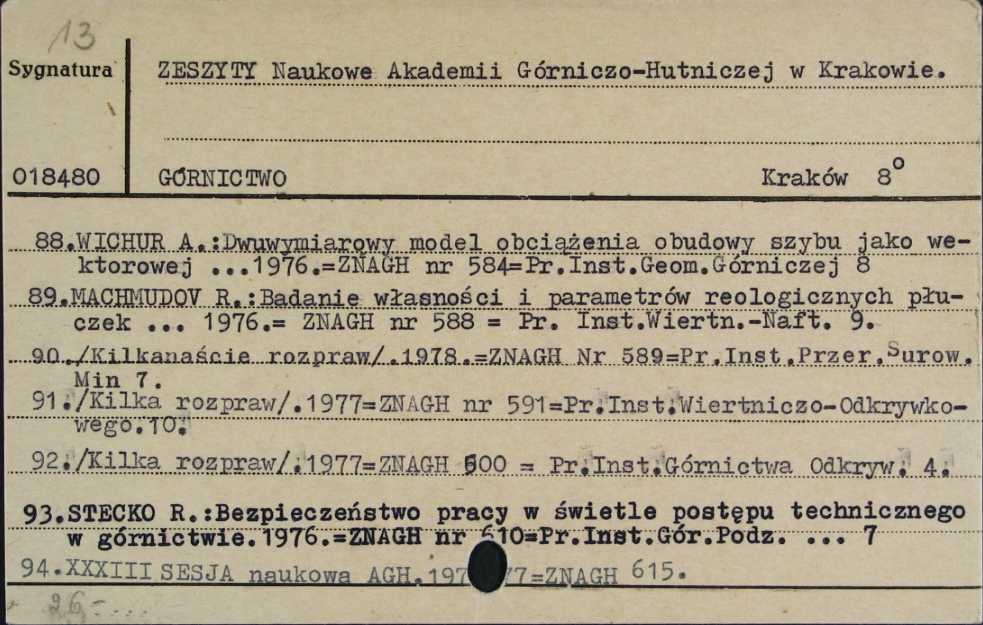 13
Sygnatura
ZESZYTY Naukowe Akademii Górniczo-Hutniczej w Krakowie.
018480
GÓRNICTWO Kraków 8°
88.WICHUR A.:Dwuwymiarowy model obciążenia obudowy szybu jako we-
ktorowej ...1976.=ZNAGH nr 584=Pr.Inst.Geom.Górniczej 8
89.MACHMUDOV R.:Badanie własności i parametrów reologicznych płu-
czek ... 1976.= ZNAGH nr 588 = Pr. Inst.Wiertn.-Naft. 9.
90./Kilkanaście rozpraw/.1978.=ZNAGH Nr 589=Pr.Inst.Przer.Surow.
Min 7.
91./Kilka rozpraw/.1977=ZNAGH nr 591=Pr.Inst.Wiertniczo-Odkrywko-
wego.10.
92./Kilka rozpraw/.1977=ZNAGH 600 = Pr.Inst.Górnictwa Odkryw. 4.
93.STECKO R.:Bezpieczeństwo pracy w świetle postępu technicznego
w górnictwie.1976.=ZNAGH nr 610=Pr.Inst.Gór.Podz. ... 7
94.XXXIII SESJA naukowa AGH.197 77=ZNAGH 615.
26-....